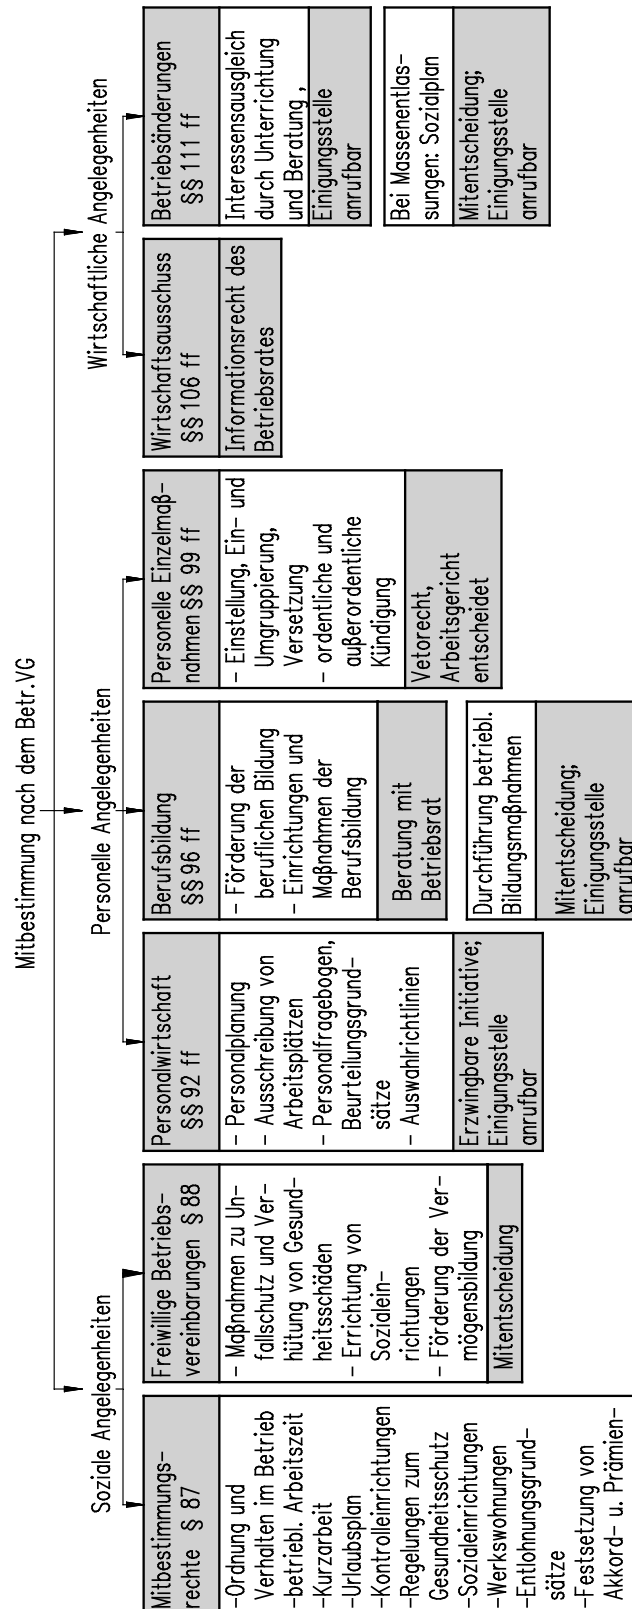 Mitbestimmung nach dem Betr.VG
Soziale Angelegenheiten
Mitbestimmungs-
rechte § 87
-Ordnung und
Verhalten im Betrieb
-betriebl. Arbeitszeit
-Kurzarbeit
-Urlaubsplan
-Kontrolleinrichtungen
-Regelungen zum
Gesundheitsschutz
-Sozialeinrichtungen
-Werkswohnungen
-Entlohnungsgrund-
sätze
-Festsetzung von
Akkord- u. Prämien-
Freiwillige Betriebs-
vereinbarungen § 88
- Maßnahmen zu Un-
fallschutz und Ver-
hütung von Gesund-
heitsschäden
- Errichtung von
Sozialein-
richtungen
- Förderung der Ver-
mögensbildung
Mitentscheidung
Personelle Angelegenheiten
Personalwirtschaft
§§ 92 ff
- Personalplanung
- Ausschreibung von
Arbeitsplätzen
- Personalfragebogen,
Beurteilungsgrund-
sätze
- Auswahlrichtlinien
Erzwingbare Initiative;
Einigungsstelle
anrufbar
Berufsbildung
§§ 96 ff
- Förderung der
beruflichen Bildung
- Einrichtungen und
Maßnahmen der
Berufsbildung
Beratung mit
Betriebsrat
Durchführung betriebl.
Bildungsmaßnahmen
Mitentscheidung;
Einigungsstelle
anrufbar
Personelle Einzelmaß-
nahmen §§ 99 ff
- Einstellung, Ein- und
Umgruppierung,
Versetzung
- ordentliche und
außerordentliche
Kündigung
Vetorecht,
Arbeitsgericht
entscheidet
Wirtschaftliche Angelegenheiten
Wirtschaftsausschuss
§§ 106 ff
Informationsrecht des
Betriebsrates
Betriebsänderungen
§§ 111 ff
Interessensausgleich
durch Unterrichtung
und Beratung ,
Einigungsstelle
anrufbar
Bei Massenentlas-
sungen: Sozialplan
Mitentscheidung;
Einigungsstelle
anrufbar